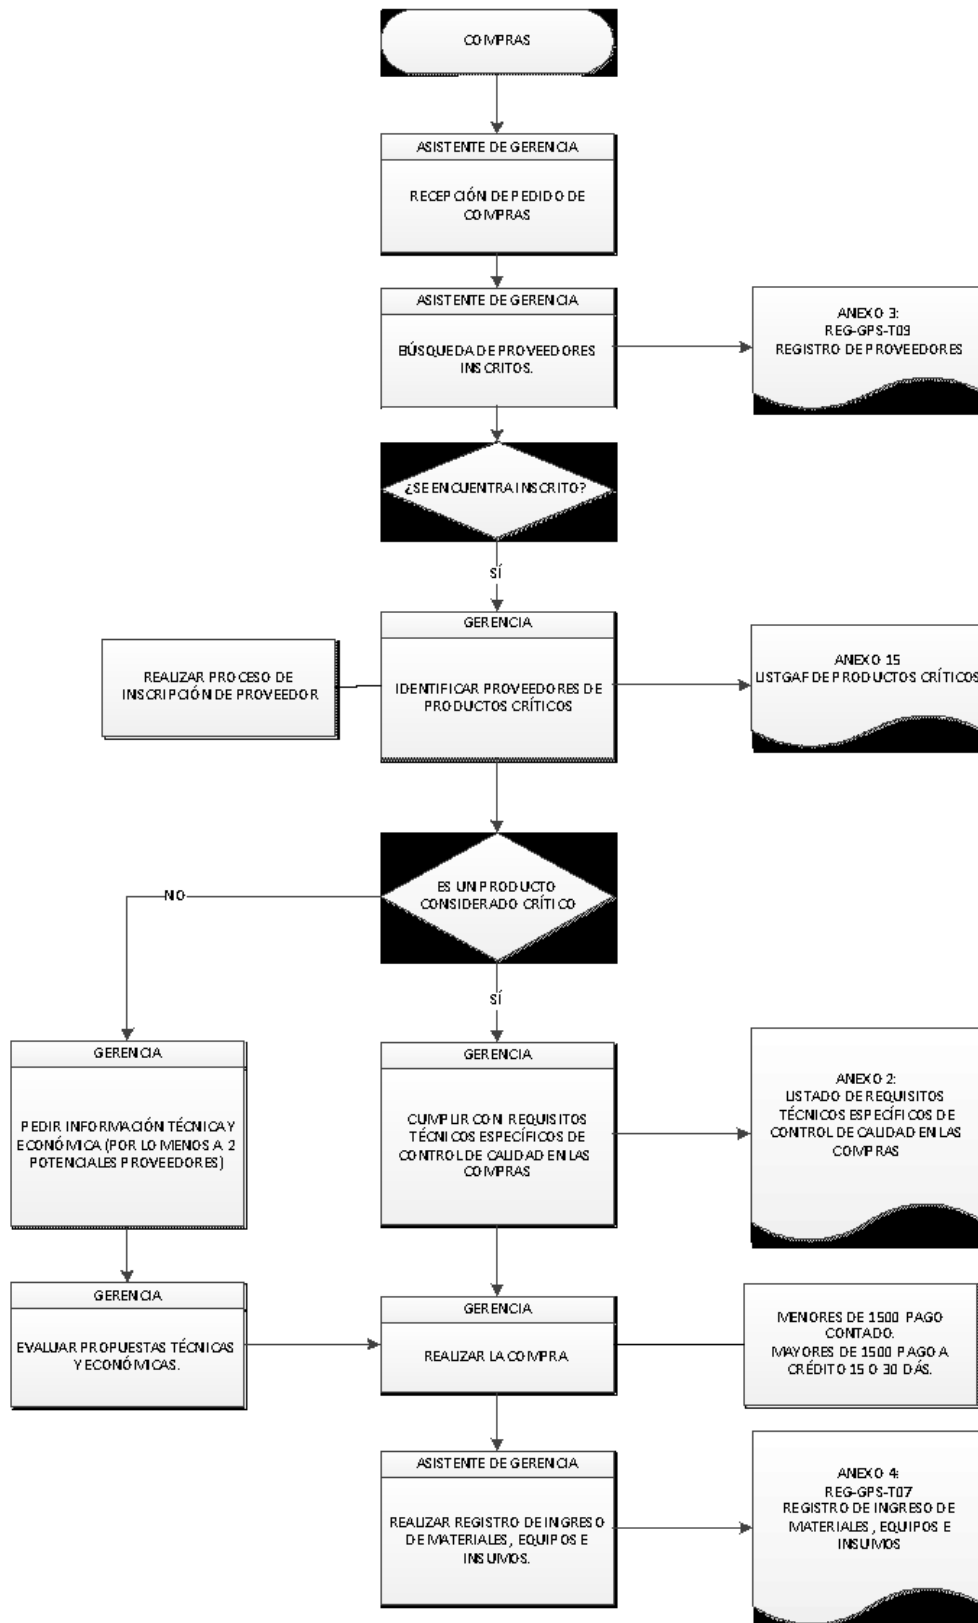 COMPRAS
ASISTENTE DE GERENCIA
RECEPCIÓN DE PEDIDO DE
COMPRAS
ASISTENTE DE GERENCIA
BÚSQUEDA DE PROVEEDORES
INSCRITOS.
ANEXO 3:
REG-GPS-T09
REGISTRO DE PROVEEDORES
¿SE ENCUENTRA INSCRITO?
SÍ
GERENCIA
IDENTIFICAR PROVEEDORES DE
PRODUCTOS CRÍTICOS
REALIZAR PROCESO DE
INSCRIPCIÓN DE PROVEEDOR
ANEXO 15
LISTGAF DE PRODUCTOS CRÍTICOS
ES UN PRODUCTO
CONSIDERADO CRÍTICO
NO
SÍ
GERENCIA
PEDIR INFORMACIÓN TÉCNICA Y
ECONÓMICA (POR LO MENOS A 2
POTENCIALES PROVEEDORES)
GERENCIA
CUMPLIR CON REQUISITOS
TÉCNICOS ESPECÍFICOS DE
CONTROL DE CALIDAD EN LAS
COMPRAS
ANEXO 2:
LISTADO DE REQUISITOS
TÉCNICOS ESPECÍFICOS DE
CONTROL DE CALIDAD EN LAS
COMPRAS
GERENCIA
EVALUAR PROPUESTAS TÉCNICAS
Y ECONÓMICAS.
GERENCIA
REALIZAR LA COMPRA
MENORES DE 1500 PAGO
CONTADO.
MAYORES DE 1500 PAGO A
CRÉDITO 15 O 30 DÁS.
ASISTENTE DE GERENCIA
REALIZAR REGISTRO DE INGRESO
DE MATERIALES, EQUIPOS E
INSUMOS.
ANEXO 4:
REG-GPS-T07
REGISTRO DE INGRESO DE
MATERIALES, EQUIPOS E
INSUMOS